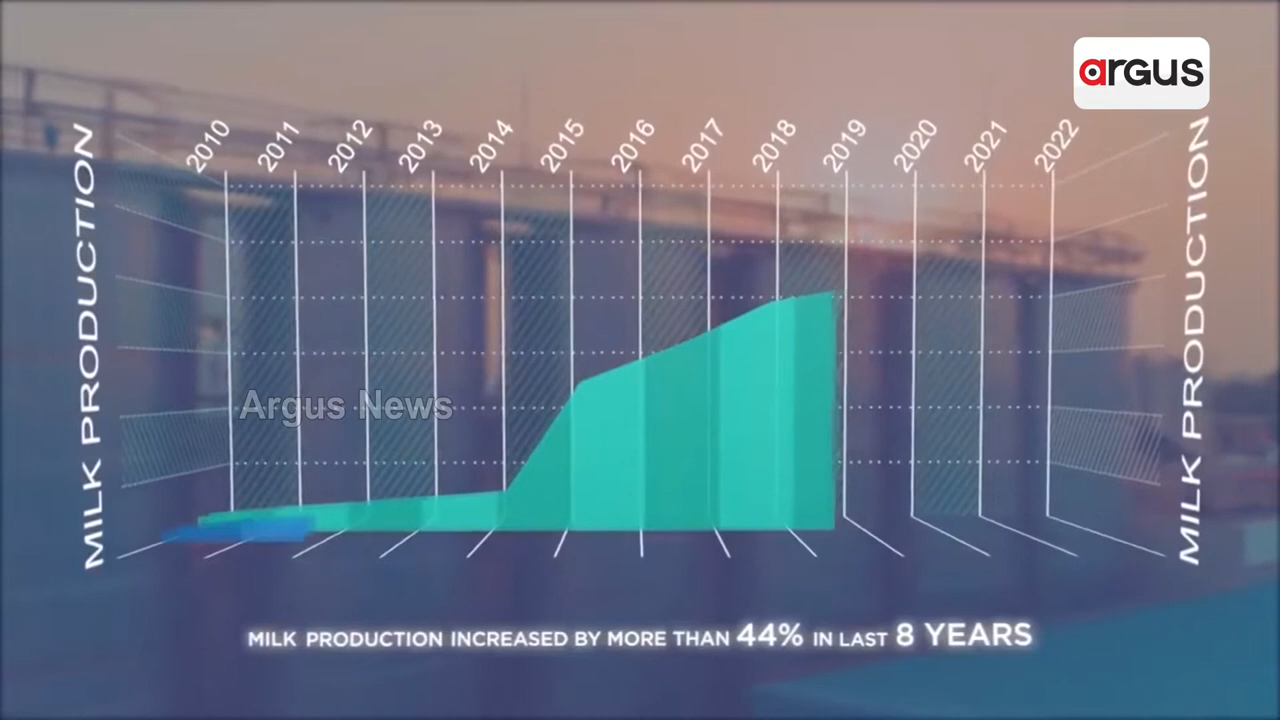 argus
2010 2011 2012 2013 2014 2015 2016 2017 2018 2019 2020 2021 2022
MILK PRODUCTION
MILK PRODUCTION
Argus News
MILK PRODUCTION INCREASED BY MORE THAN 44% IN LAST 8 YEARS